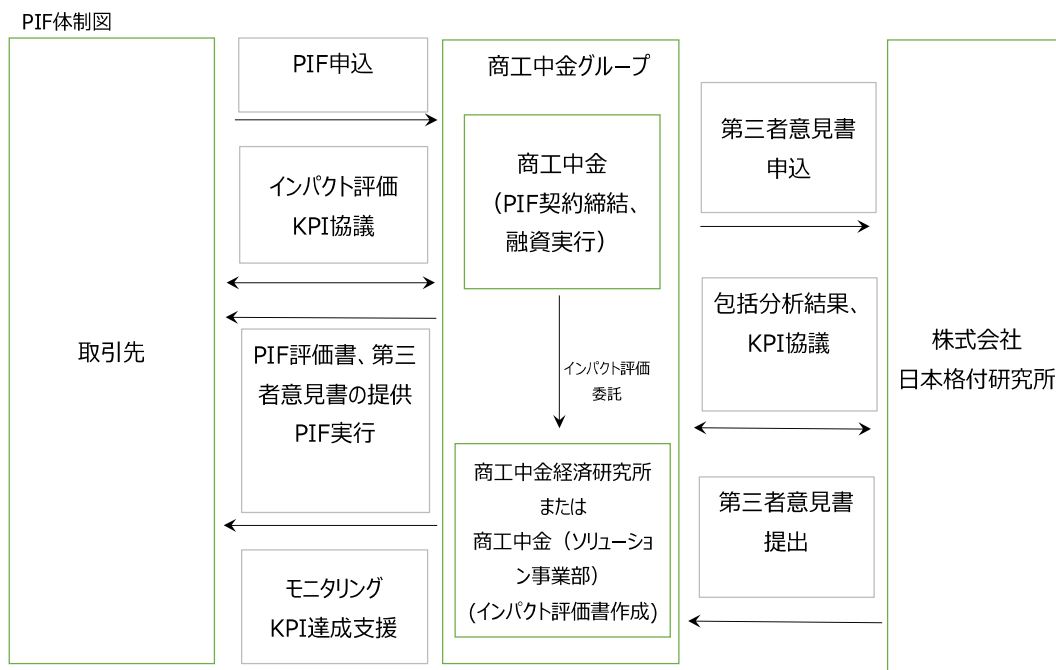 PIF体制図
取引先
PIF申込
インパクト評価
KPI協議
PIF評価書、第三
者意見書の提供
PIF実行
モニタリング
KPI達成支援
商工中金グループ
商工中金
（PIF契約締結、
融資実行）
インパクト評価
委託
商工中金経済研究所
または
商工中金（ソリューショ
ン事業部）
(インパクト評価書作成)
第三者意見書
申込
包括分析結果、
KPI協議
第三者意見書
提出
株式会社
日本格付研究所